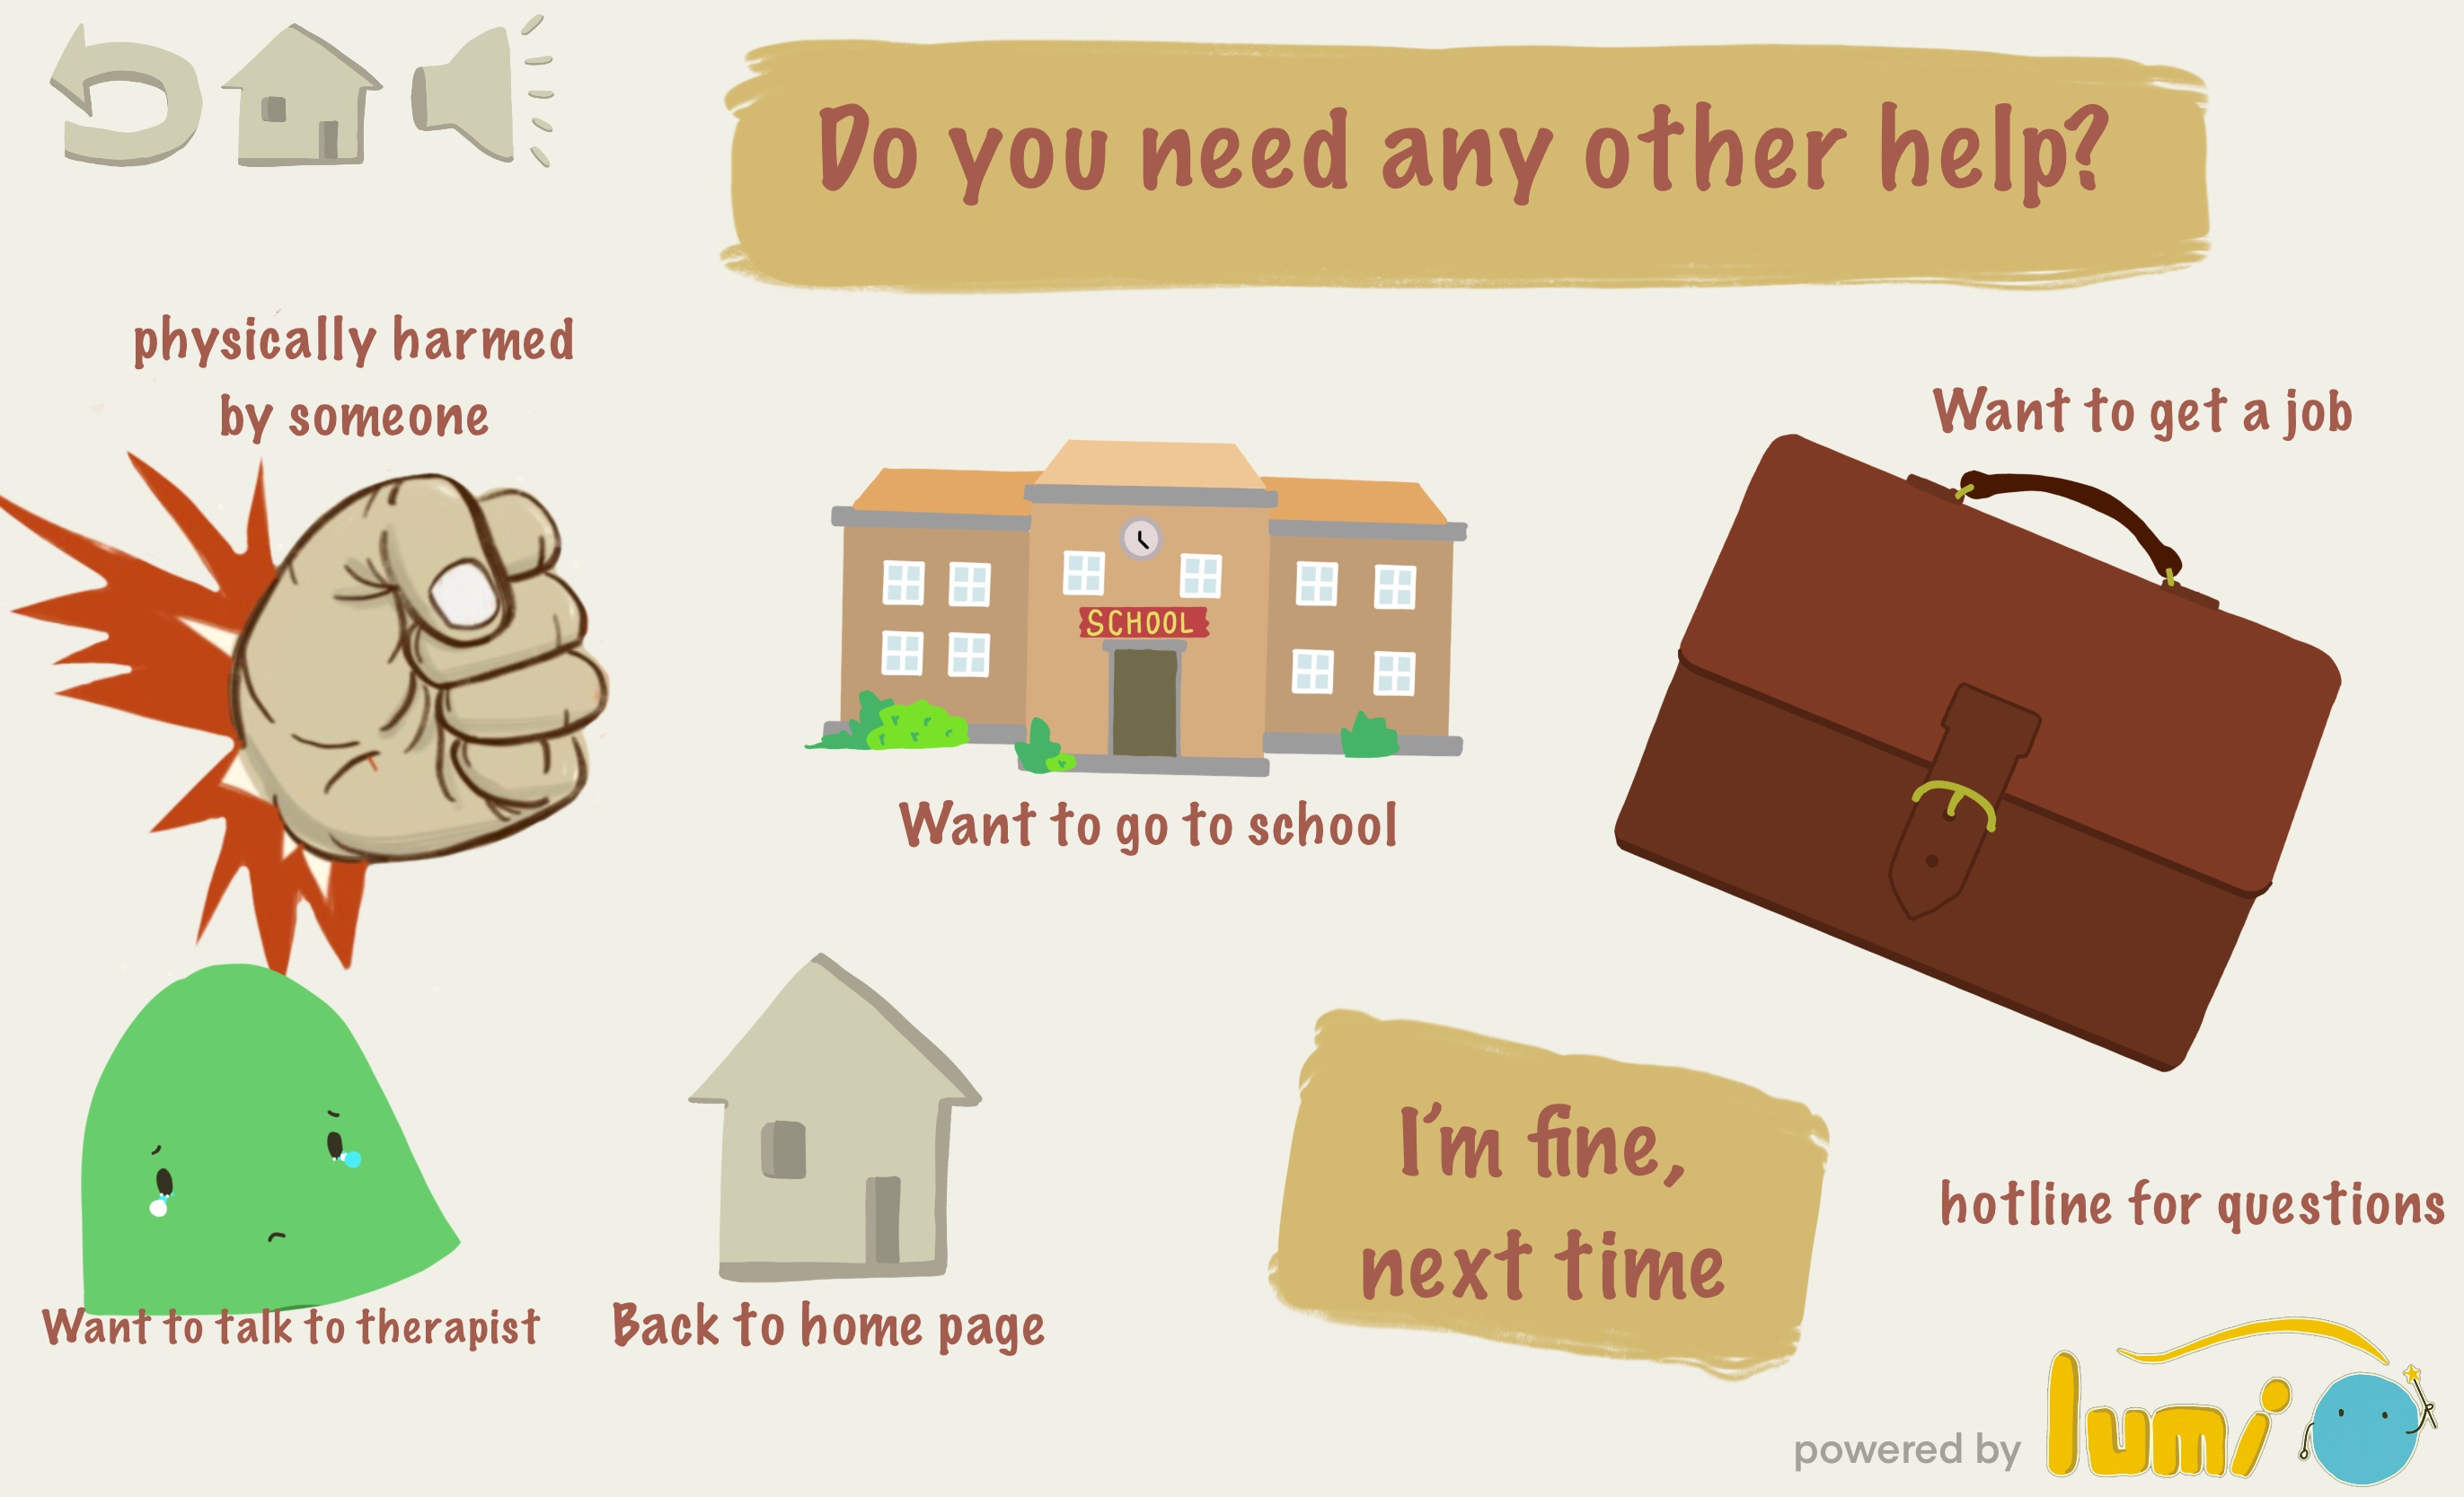 Do you need any other help?
physically harmed
by someone
Want to get a job
SCHOOL
Want to go to school
I'm fine,
next time
hotline for questions
Want to talk to therapist
Back to home page
powered by lumi